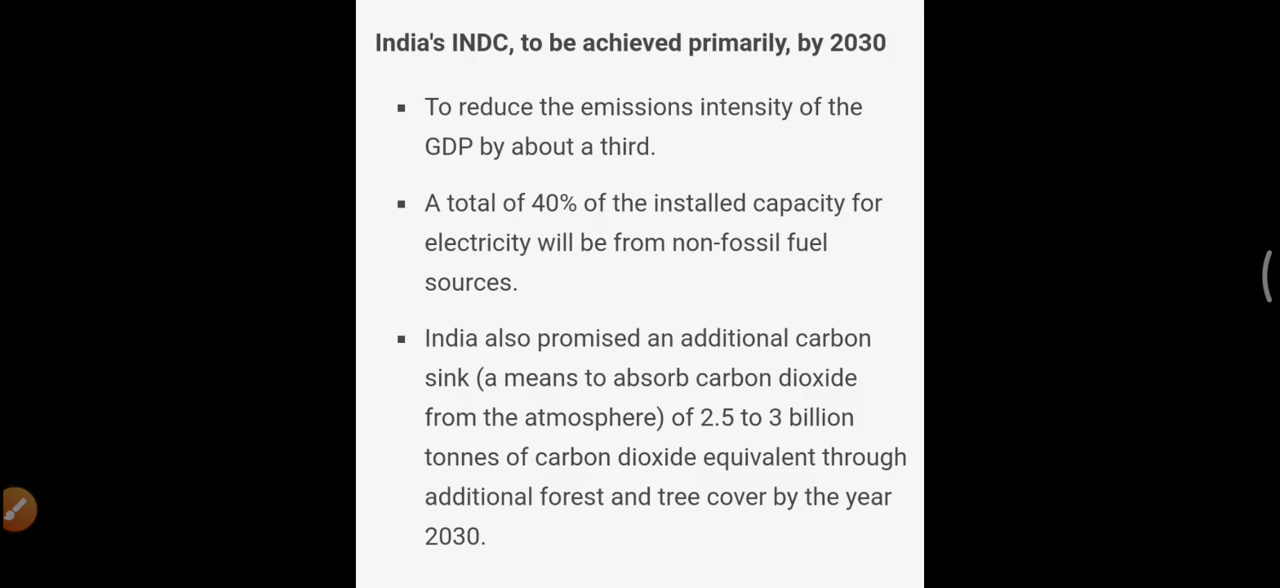 India's INDC, to be achieved primarily, by 2030
▪ To reduce the emissions intensity of the
GDP by about a third.
▪ A total of 40% of the installed capacity for
electricity will be from non-fossil fuel
sources.
▪ India also promised an additional carbon
sink (a means to absorb carbon dioxide
from the atmosphere) of 2.5 to 3 billion
tonnes of carbon dioxide equivalent through
additional forest and tree cover by the year
2030.